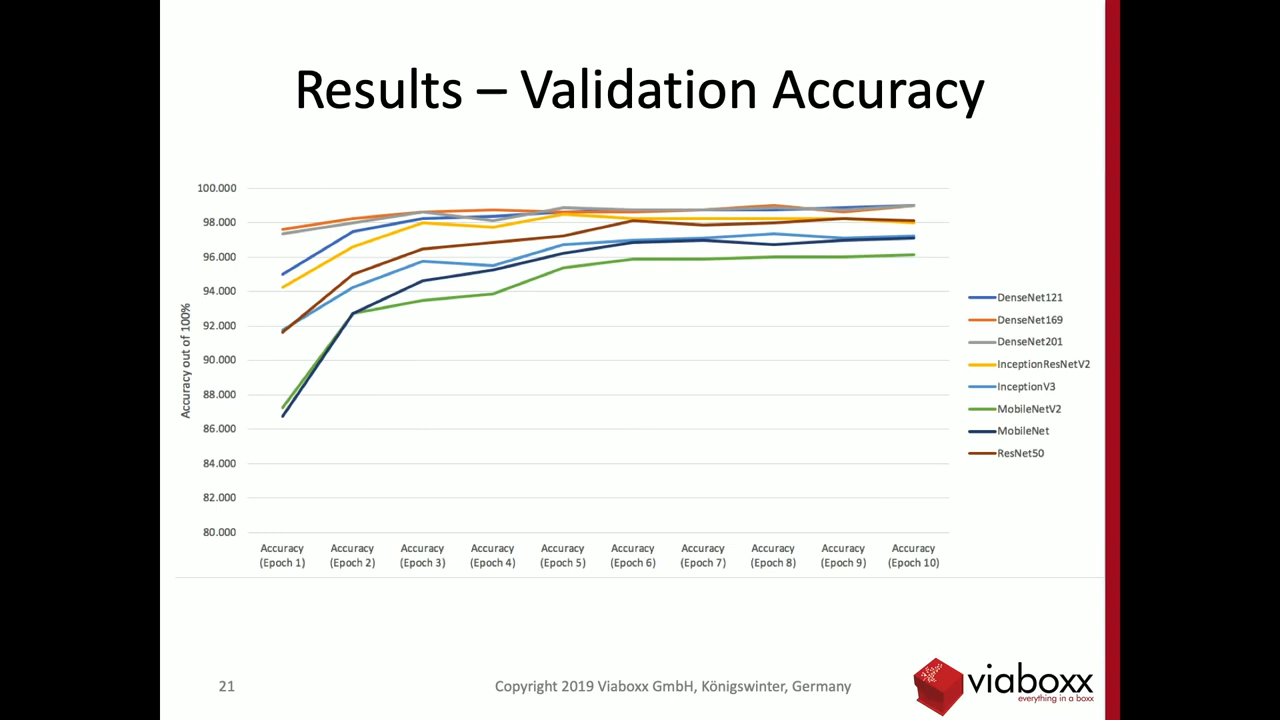 Results – Validation Accuracy
Accuracy out of 100%
100.000
98.000
96.000
94.000
92.000
90.000
88.000
86.000
84.000
82.000
80.000
Accuracy
(Epoch 1)
Accuracy
(Epoch 2)
Accuracy
(Epoch 3)
Accuracy
(Epoch 4)
Accuracy
(Epoch 5)
Accuracy
(Epoch 6)
Accuracy
(Epoch 7)
Accuracy
(Epoch 8)
Accuracy
(Epoch 9)
Accuracy
(Epoch 10)
DenseNet121
DenseNet169
DenseNet201
InceptionResNetV2
InceptionV3
MobileNetV2
MobileNet
ResNet50
21
Copyright 2019 Viaboxx GmbH, Königswinter, Germany
viaboxx
everything in a boxx